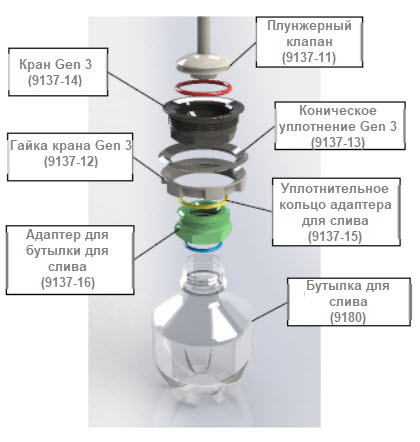 Плунжерный
клапан
(9137-11)
Кран Gen 3
(9137-14)
Коническое
уплотнение Gen 3
(9137-13)
Гайка крана Gen 3
(9137-12)
Уплотнительное
кольцо адаптера
для слива
(9137-15)
Адаптер для
бутылки для
слива
(9137-16)
Бутылка для
слива
(9180)